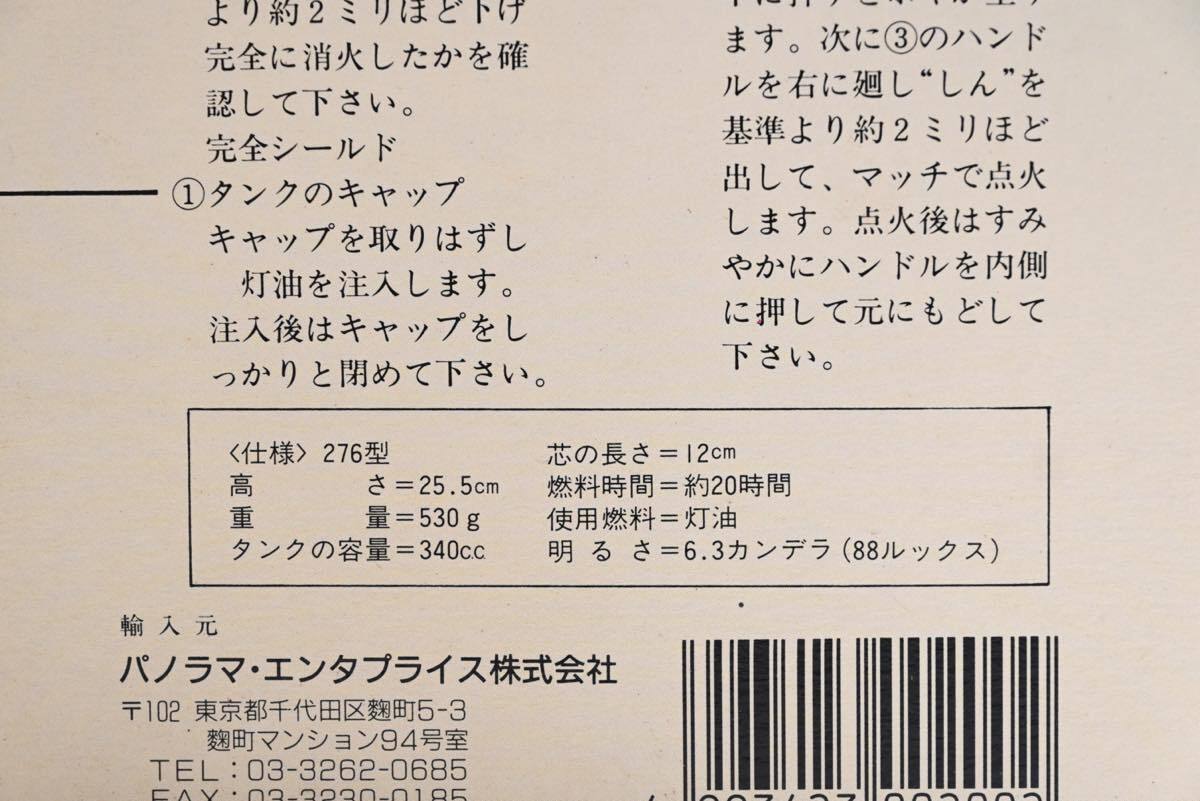 より約2ミリほど下げ
完全に消火したかを確
認して下さい。
完全シールド
①タンクのキャップ
キャップを取りはずし
灯油を注入します。
注入後はキャップをし
っかりと閉めて下さい。
ます。次に③のハンド
ルを右に廻し“しん”を
基準より約2ミリほど
出して、マッチで点火
します。点火後はすみ
やかにハンドルを内側
に押して元にもどして
下さい。
〈仕様〉276型
高さ=25.5cm
重量=530g
タンクの容量=340c.c
芯の長さ=12cm
燃料時間=約20時間
使用燃料=灯油
明るさ=6.3カンデラ(88ルックス)
輸入元
パノラマ・エンタプライス株式会社
〒102 東京都千代田区麴町5-3
麴町マンション94号室
TEL:03-3262-0685
FAX:03-3230-0185